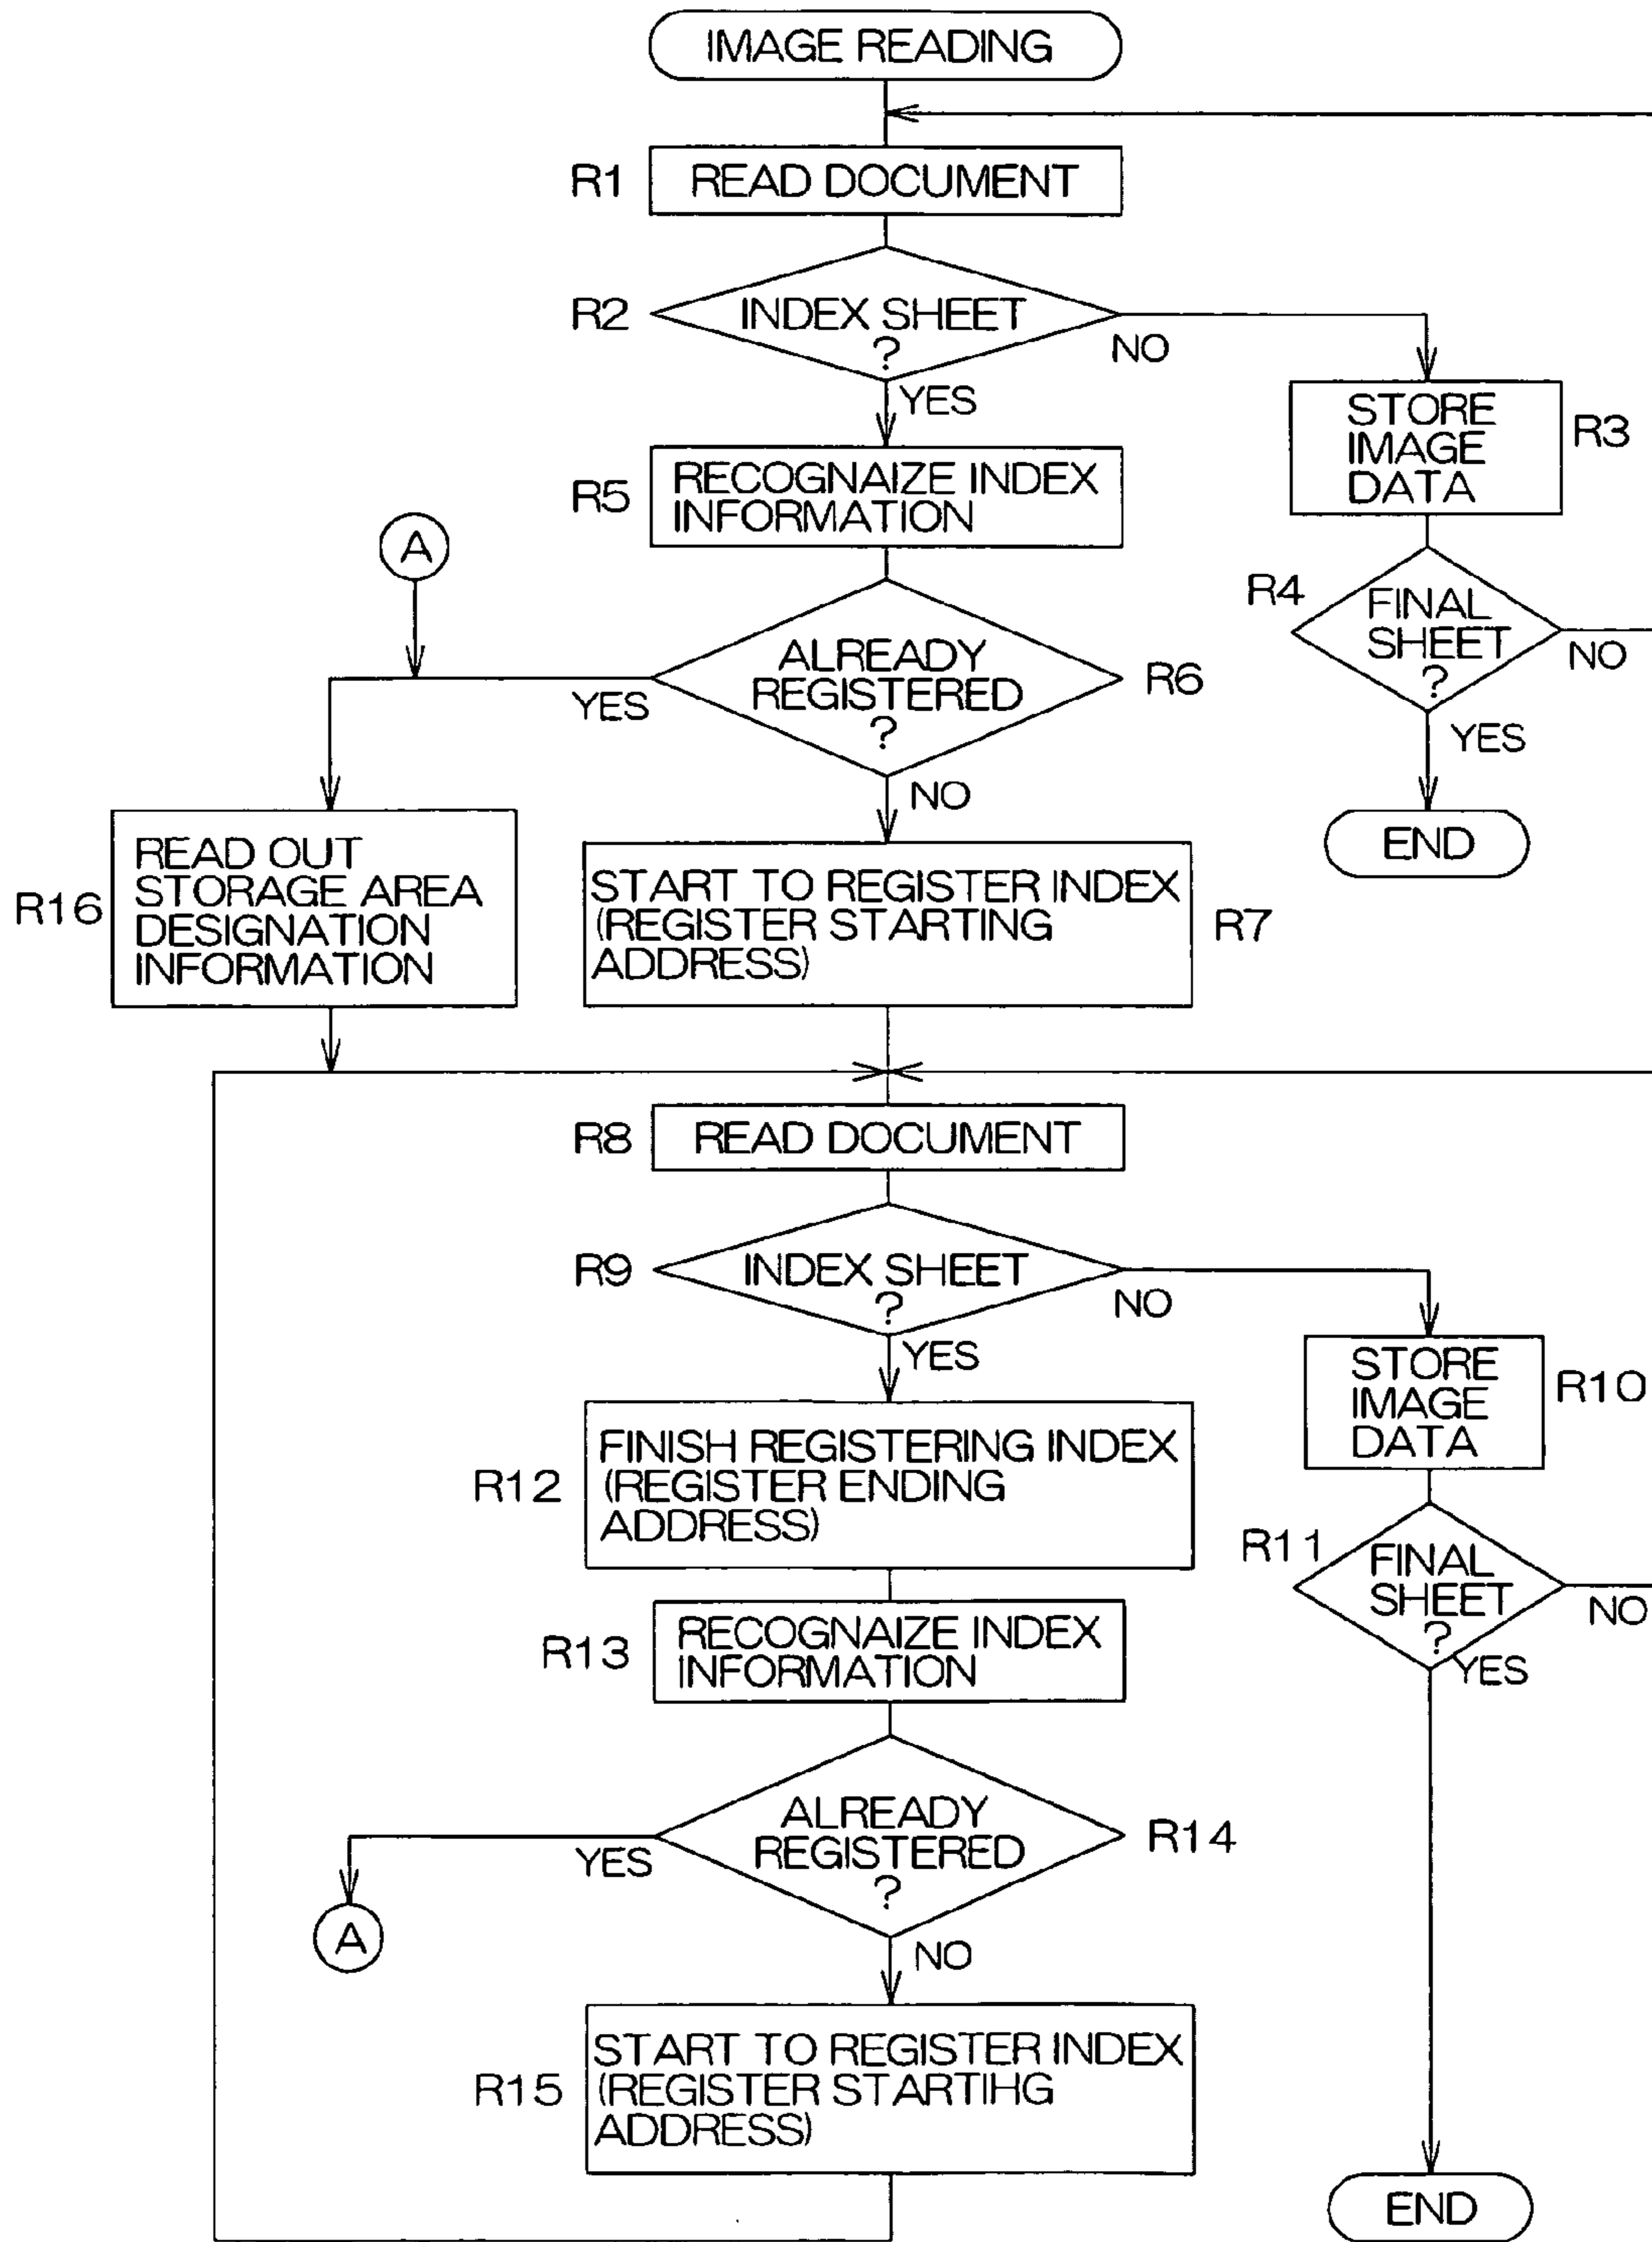 IMAGE READING
R1
READ DOCUMENT
R2
INDEX SHEET
?
NO
YES
STORE
IMAGE
DATA
R3
R5
RECOGNAIZE INDEX
INFORMATION
A
R4
FINAL
SHEET
?
NO
YES
END
ALREADY
REGISTERED
?
R6
YES
NO
R16
READ OUT
STORAGE AREA
DESIGNATION
INFORMATION
START TO REGISTER INDEX
(REGISTER STARTING
ADDRESS)
R7
R8
READ DOCUMENT
R9
INDEX SHEET
?
NO
YES
STORE
IMAGE
DATA
R10
R12
FINISH REGISTERING INDEX
(REGISTER ENDING
ADDRESS)
R11
FINAL
SHEET
?
NO
YES
R13
RECOGNAIZE INDEX
INFORMATION
ALREADY
REGISTERED
?
R14
YES
A
NO
R15
START TO REGISTER INDEX
(REGISTER STARTIHG
ADDRESS)
END